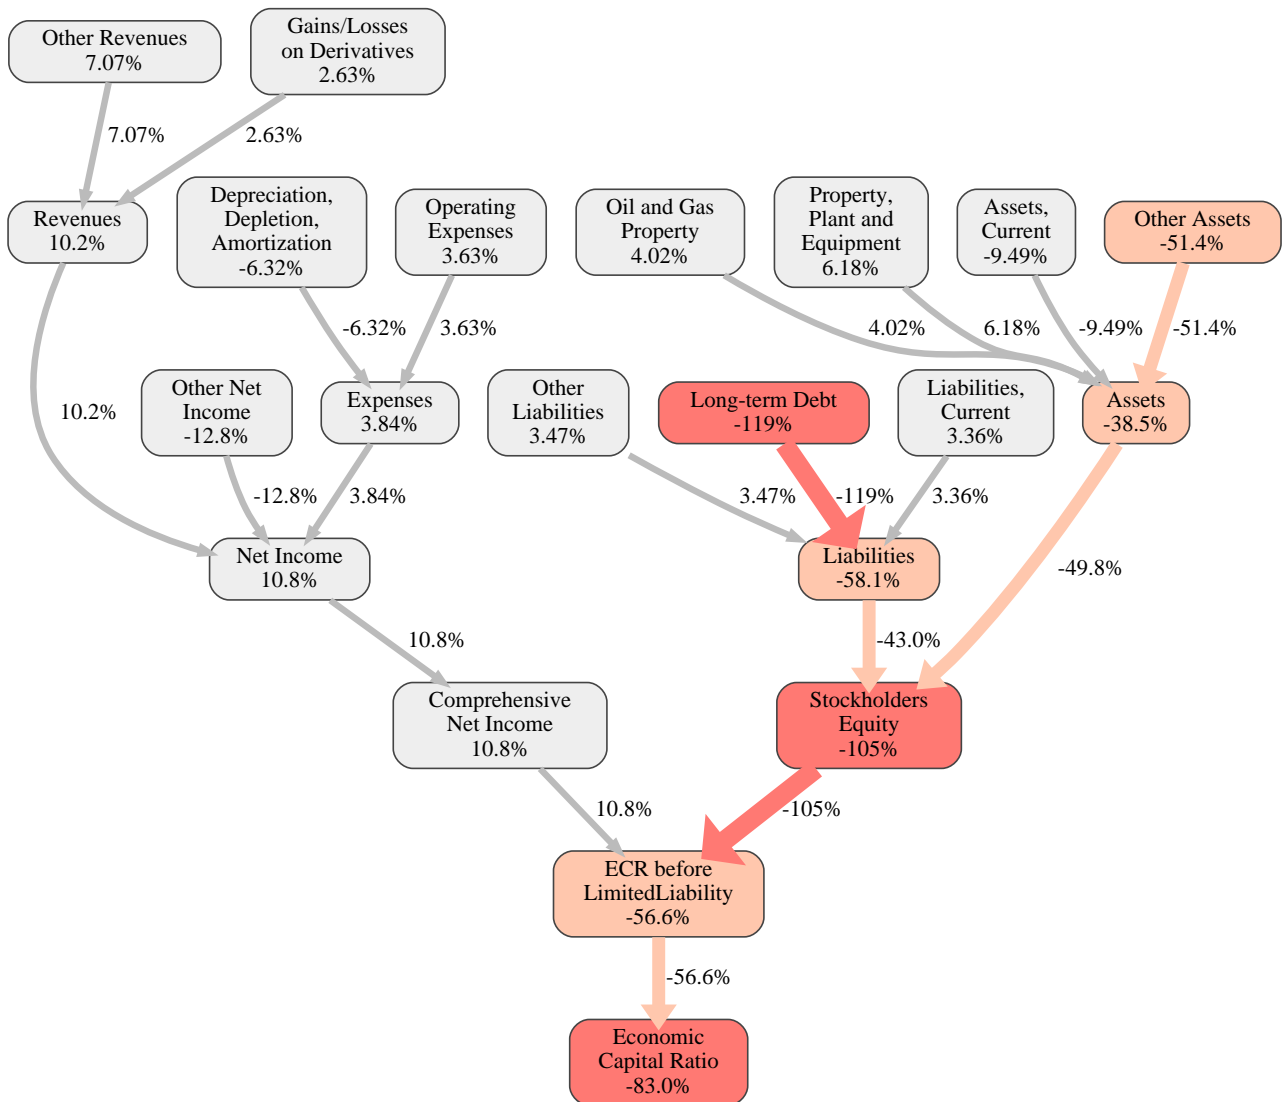 Other Revenues
7.07%
Gains/Losses
on Derivatives
2.63%
7.07%
2.63%
Revenues
10.2%
Depreciation,
Depletion,
Amortization
-6.32%
Operating
Expenses
3.63%
Oil and Gas
Property
4.02%
Property,
Plant and
Equipment
6.18%
Assets,
Current
-9.49%
Other Assets
-51.4%
-6.32%
3.63%
4.02%
6.18%
-9.49%
-51.4%
10.2%
Other Net
Income
-12.8%
Expenses
3.84%
Other
Liabilities
3.47%
Long-term Debt
-119%
Liabilities,
Current
3.36%
Assets
-38.5%
-12.8%
3.84%
3.47%
-119%
3.36%
-49.8%
Net Income
10.8%
Liabilities
-58.1%
10.8%
-43.0%
Comprehensive
Net Income
10.8%
Stockholders
Equity
-105%
10.8%
-105%
ECR before
LimitedLiability
-56.6%
-56.6%
Economic
Capital Ratio
-83.0%